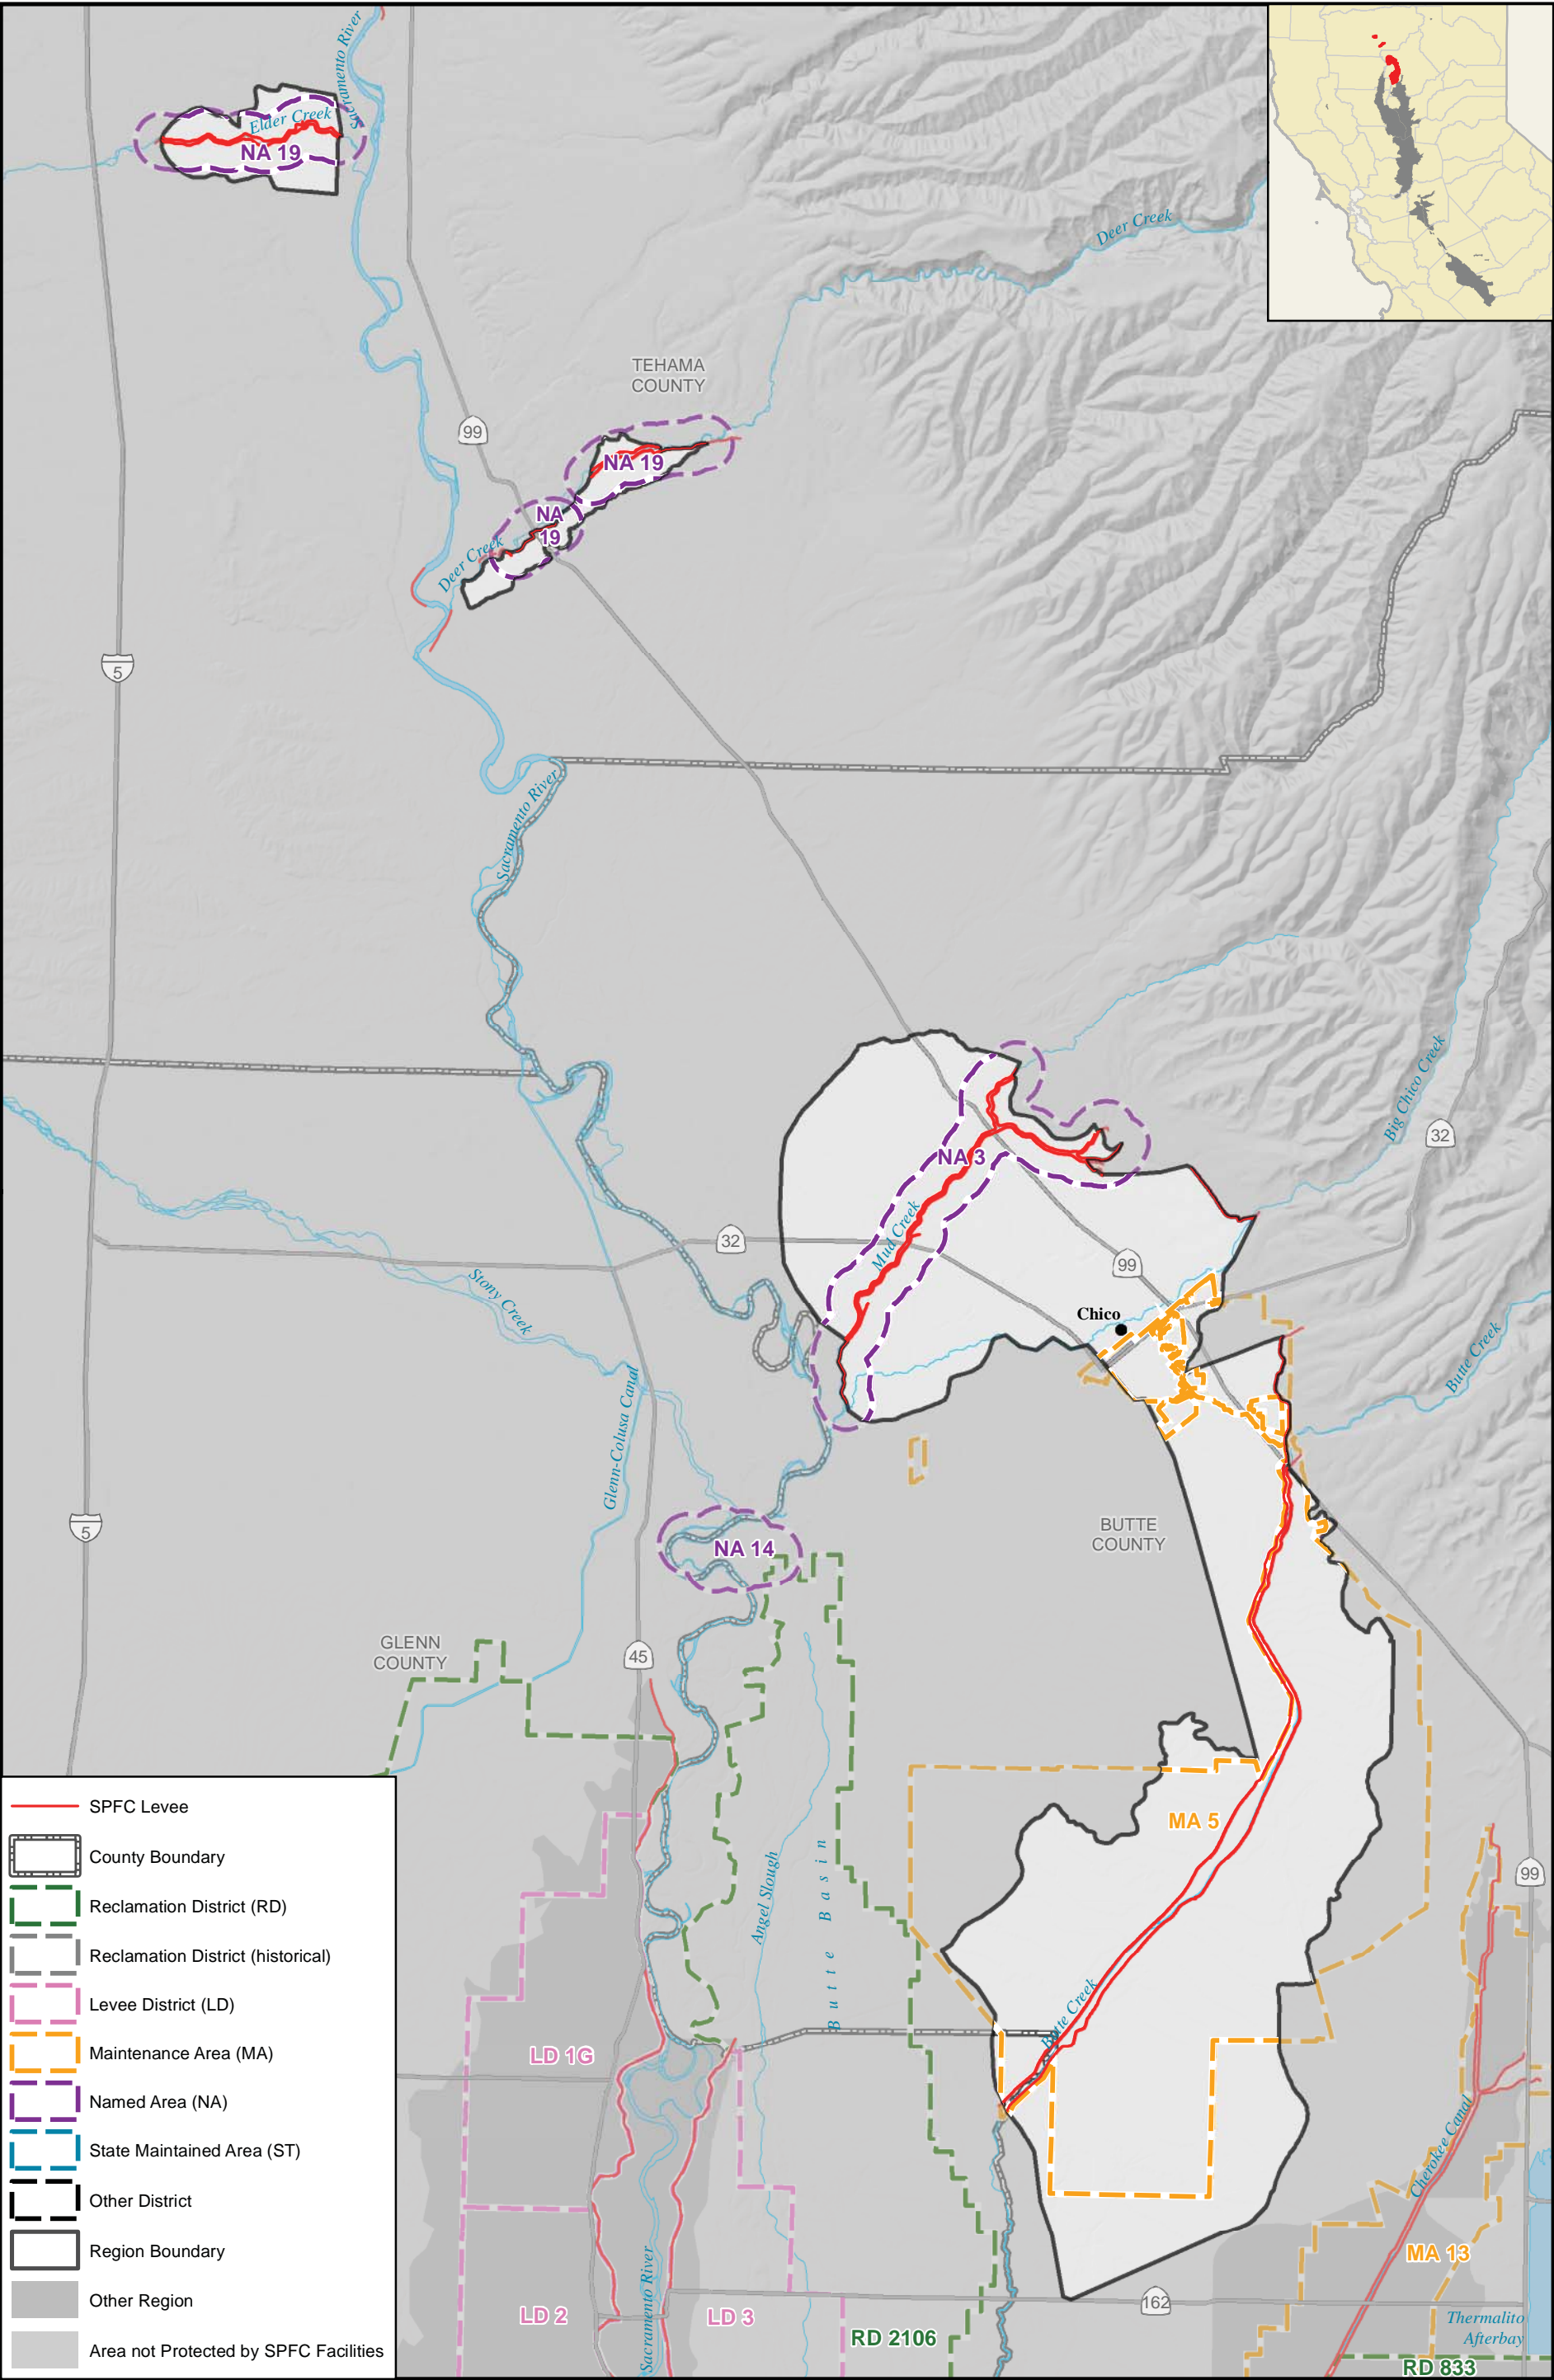 Sacramento River
Elder Creek
NA 19
Deer Creek
TEHAMA
COUNTY
99
NA 19
NA
19
Deer Creek
5
Sacramento River
Big Chico Creek
32
NA 3
Mud Creek
32
99
Stony Creek
Chico
Butte Creek
Glenn-Colusa Canal
5
BUTTE
COUNTY
NA 14
GLENN
COUNTY
45
MA 5
99
Angel Slough
Butte Basin
Butte Creek
LD 1G
Cherokee Canal
MA 13
162
LD 2
LD 3
Sacramento River
RD 2106
Thermalito
Afterbay
RD 833
SPFC Levee
County Boundary
Reclamation District (RD)
Reclamation District (historical)
Levee District (LD)
Maintenance Area (MA)
Named Area (NA)
State Maintained Area (ST)
Other District
Region Boundary
Other Region
Area not Protected by SPFC Facilities